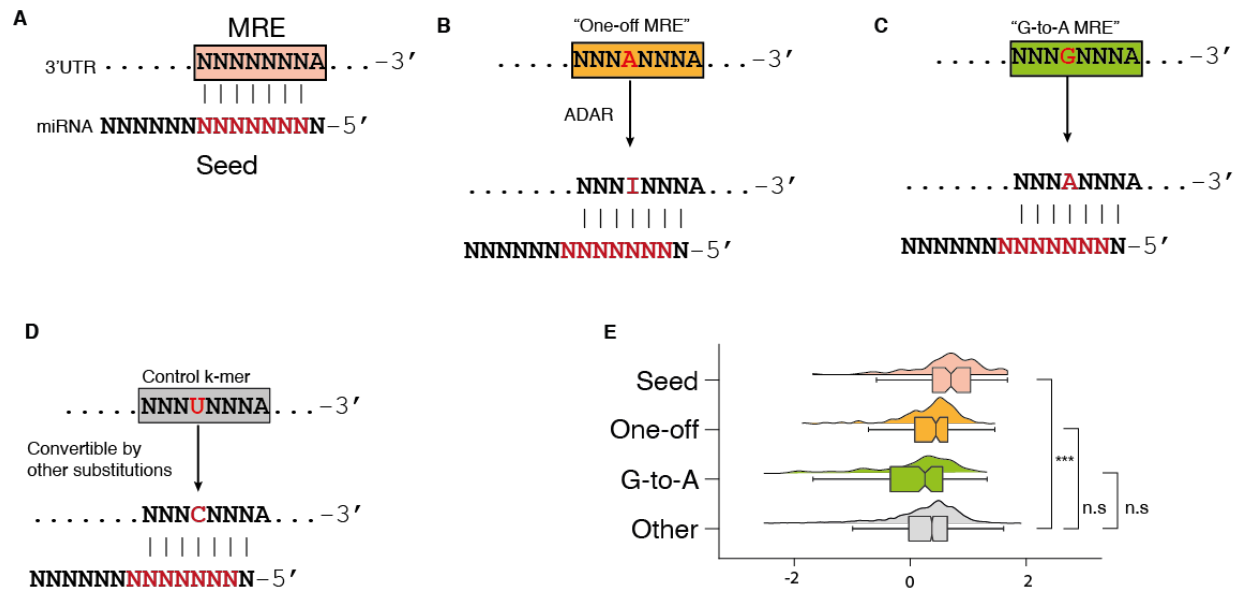 A
MRE
3′UTR ......NNNNNNNA...–3′
miRNA NNNNNNNNNNNNNN–5′
Seed
B
“One-off MRE”
.....NNNANNNA...–3′
ADAR
.......NNNINNNA...–3′
NNNNNNNNNNNNNN–5′
C
“G-to-A MRE”
.....NNNGNNNA...–3′
.......NNNANNNA...–3′
NNNNNNNNNNNNNN–5′
D
Control k-mer
.....NNNUNNNA...–3′
Convertible by
other substitutions
.......NNNCNNNA...–3′
NNNNNNNNNNNNNN–5′
E
Seed
One-off
G-to-A
Other
***
n.s
n.s
-2
0
2